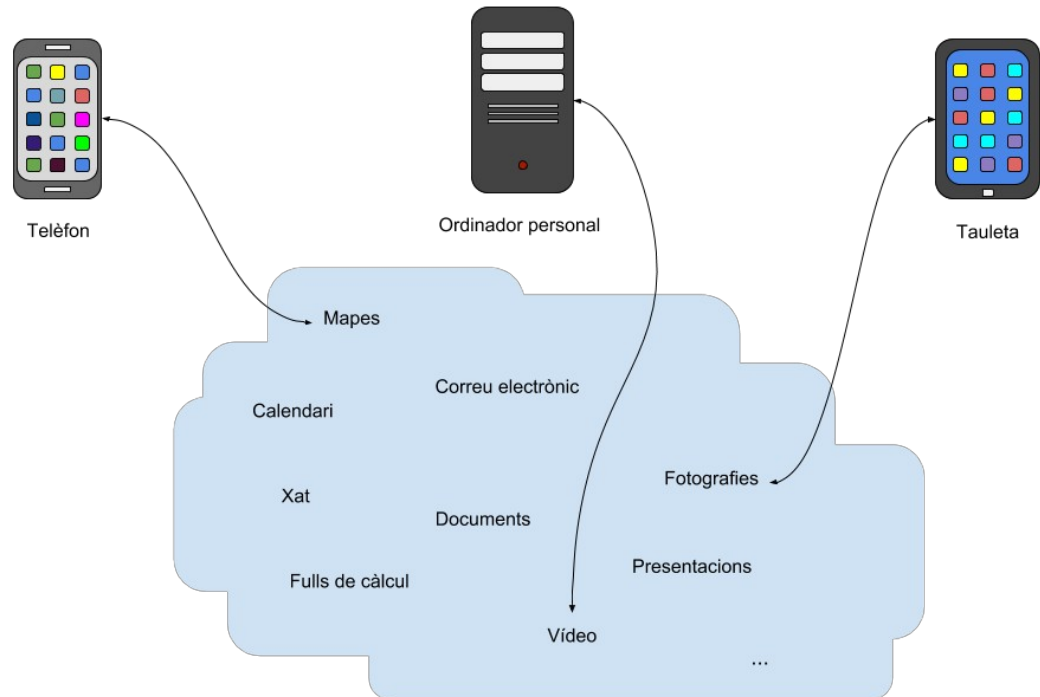 Telèfon
Ordinador personal
Tauleta
Mapes
Correu electrònic
Calendari
Fotografies
Xat
Documents
Presentacions
Fulls de càlcul
Vídeo
...